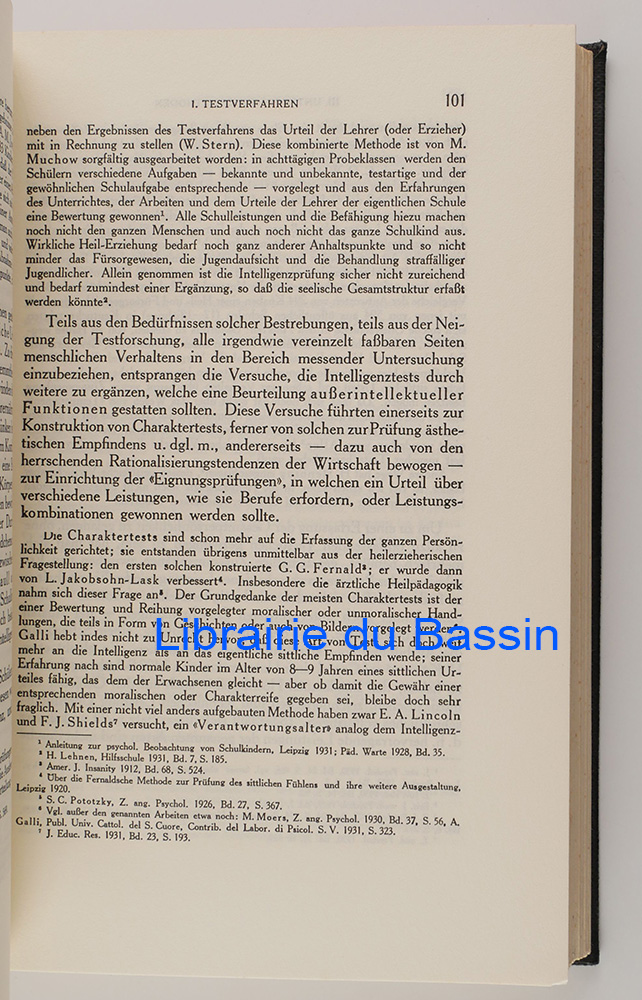 I. TESTVERFAHREN 101
neben den Ergebnissen des Testverfahrens das Urteil der Lehrer (oder Erzieher)
mit in Rechnung zu stellen (W. Stern). Diese kombinierte Methode ist von M.
Muchow sorgfältig ausgearbeitet worden: in achttägigen Probeklassen werden den
Schülern verschiedene Aufgaben — bekannte und unbekannte, testartige und der
gewöhnlichen Schulaufgabe entsprechende — vorgelegt und aus den Erfahrungen
des Unterrichtes, der Arbeiten und dem Urteile der Lehrer der eigentlichen Schule
eine Bewertung gewonnen¹. Alle Schulleistungen und die Befähigung hiezu machen
noch nicht den ganzen Menschen und auch noch nicht das ganze Schulkind aus.
Wirkliche Heil-Erziehung bedarf noch ganz anderer Anhaltspunkte und so nicht
minder das Fürsorgewesen, die Jugendaufsicht und die Behandlung straffälliger
Jugendlicher. Allein genommen ist die Intelligenzprüfung sicher nicht zureichend
und bedarf zumindest einer Ergänzung, so daß die seelische Gesamtstruktur erfaßt
werden könnte².
Teils aus den Bedürfnissen solcher Bestrebungen, teils aus der Nei-
gung der Testforschung, alle irgendwie vereinzelt faßbaren Seiten
menschlichen Verhaltens in den Bereich messender Untersuchung
einzubeziehen, entsprangen die Versuche, die Intelligenztests durch
weitere zu ergänzen, welche eine Beurteilung außerintellektueller
Funktionen gestatten sollten. Diese Versuche führten einerseits zur
Konstruktion von Charaktertests, ferner von solchen zur Prüfung ästhe-
tischen Empfindens u. dgl. m., andererseits — dazu auch von den
herrschenden Rationalisierungstendenzen der Wirtschaft bewogen —
zur Einrichtung der «Eignungsprüfungen», in welchen ein Urteil über
verschiedene Leistungen, wie sie Berufe erfordern, oder Leistungs-
kombinationen gewonnen werden sollte.
Die Charaktertests sind schon mehr auf die Erfassung der ganzen Persön-
lichkeit gerichtet; sie entstanden übrigens unmittelbar aus der heilerzieherischen
Fragestellung: den ersten solchen konstruierte G. G. Fernald³; er wurde dann
von L. Jakobsohn-Lask verbessert⁴. Insbesondere die ärztliche Heilpädagogik
nahm sich dieser Frage an⁵. Der Grundgedanke der meisten Charaktertests ist der
einer Bewertung und Reihung vorgelegter moralischer oder unmoralischer Hand-
lungen, die teils in Form von Geschichten oder auch von Bildern vorgelegt werden⁶.
Galli hebt indes nicht zu Unrecht hervor, daß diese Art von Test sich doch weit
mehr an die Intelligenz als an das eigentliche sittliche Empfinden wende; seiner
Erfahrung nach sind normale Kinder im Alter von 8—9 Jahren eines sittlichen Ur-
teiles fähig, das dem der Erwachsenen gleicht — aber ob damit die Gewähr einer
entsprechenden moralischen oder Charakterreife gegeben sei, bleibe doch sehr
fraglich. Mit einer nicht viel anders aufgebauten Methode haben zwar E. A. Lincoln
und F. J. Shields⁷ versucht, ein «Verantwortungsalter» analog dem Intelligenz-
¹ Anleitung zur psychol. Beobachtung von Schulkindern, Leipzig 1931; Päd. Warte 1928, Bd. 35.
² H. Lehnen, Hilfsschule 1931, Bd. 7, S. 185.
³ Amer. J. Insanity 1912, Bd. 68, S. 524.
⁴ Über die Fernaldsche Methode zur Prüfung des sittlichen Fühlens und ihre weitere Ausgestaltung,
Leipzig 1920.
⁵ S. C. Pototzky, Z. ang. Psychol. 1926, Bd. 27, S. 367.
⁶ Vgl. außer den genannten Arbeiten etwa noch: M. Moers, Z. ang. Psychol. 1930, Bd. 37, S. 56, A.
Galli, Publ. Univ. Cattol. del S. Cuore, Contrib. del Labor. di Psicol. S. V. 1931, S. 323.
⁷ J. Educ. Res. 1931, Bd. 23, S. 193.
Librairie du Bassin